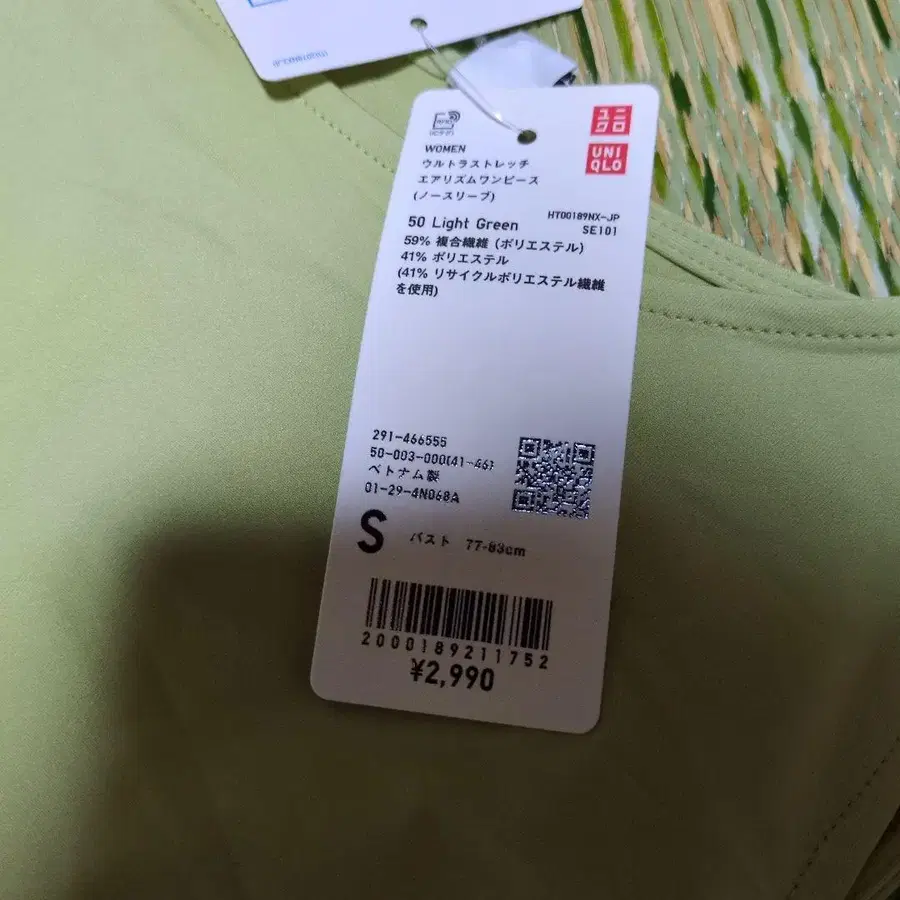 WOMEN
ウルトラストレッチ
エアリズムワンピース
(ノースリーブ)
ユニ
クロ
UNI
QLO
50 Light Green
HT00189NX-JP
SE101
59% 複合繊維 (ポリエステル)
41% ポリエステル
(41% リサイクルポリエステル繊維
を使用)
291-466555
50-003-000(41-46)
ベトナム製
01-29-4N068A
S バスト 77-83cm
2000189211752
¥2,990